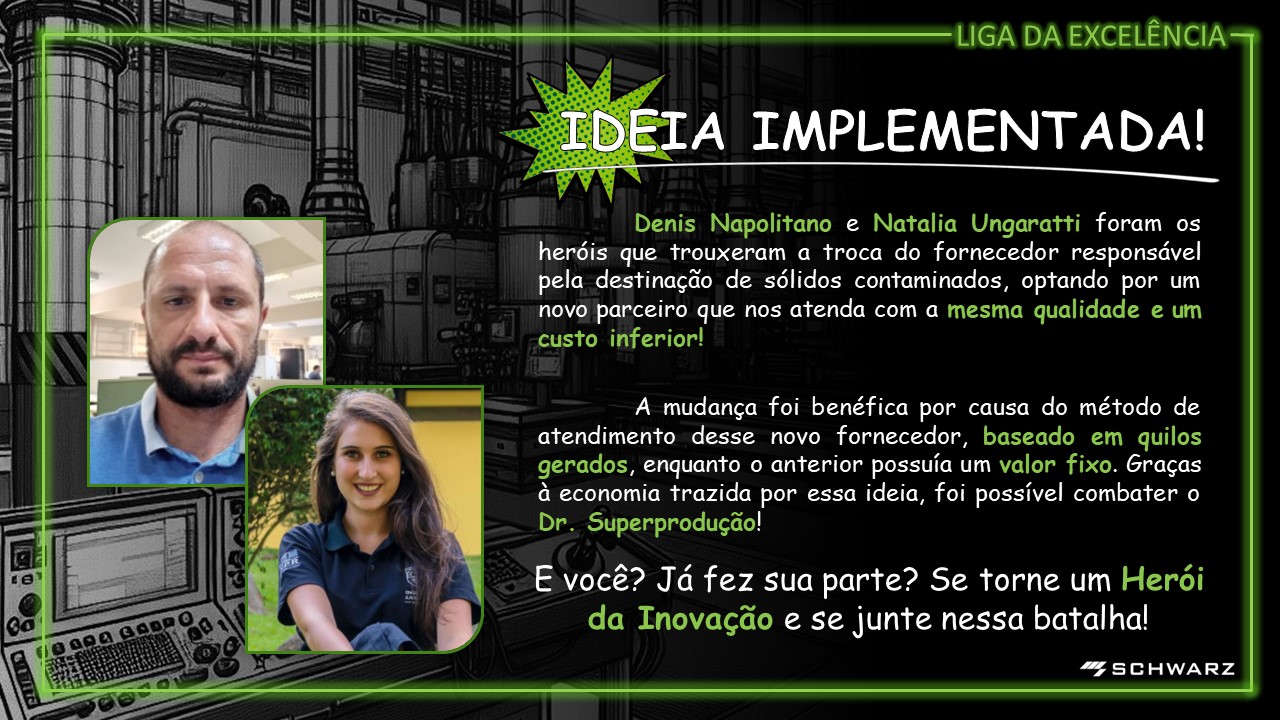 LIGA DA EXCELÊNCIA
IDEIA IMPLEMENTADA!
Denis Napolitano e Natalia Ungaratti foram os
heróis que trouxeram a troca do fornecedor responsável
pela destinação de sólidos contaminados, optando por um
novo parceiro que nos atenda com a mesma qualidade e um
custo inferior!
A mudança foi benéfica por causa do método de
atendimento desse novo fornecedor, baseado em quilos
gerados, enquanto o anterior possuía um valor fixo. Graças
à economia trazida por essa ideia, foi possível combater o
Dr. Superprodução!
E você? Já fez sua parte? Se torne um Herói
da Inovação e se junte nessa batalha!
SCHWARZ